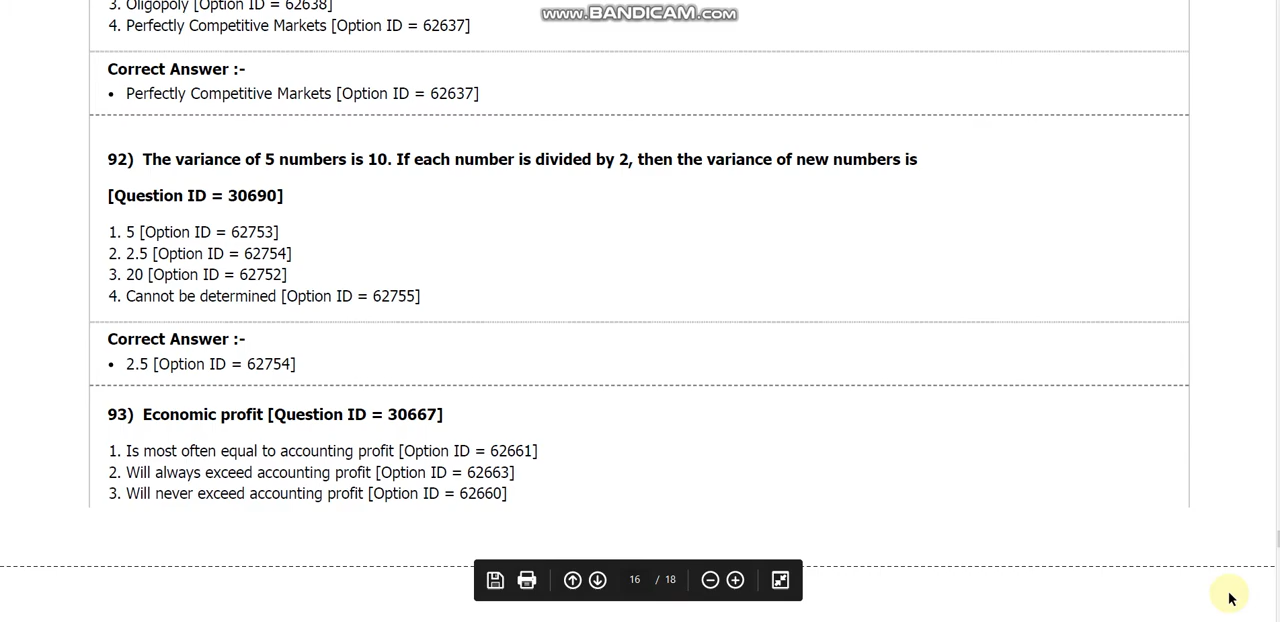 3. Oligopoly [Option ID = 62638]
www.BANDICAM.com
4. Perfectly Competitive Markets [Option ID = 62637]
Correct Answer :-
• Perfectly Competitive Markets [Option ID = 62637]
92) The variance of 5 numbers is 10. If each number is divided by 2, then the variance of new numbers is
[Question ID = 30690]
1. 5 [Option ID = 62753]
2. 2.5 [Option ID = 62754]
3. 20 [Option ID = 62752]
4. Cannot be determined [Option ID = 62755]
Correct Answer :-
• 2.5 [Option ID = 62754]
93) Economic profit [Question ID = 30667]
1. Is most often equal to accounting profit [Option ID = 62661]
2. Will always exceed accounting profit [Option ID = 62663]
3. Will never exceed accounting profit [Option ID = 62660]
16 / 18